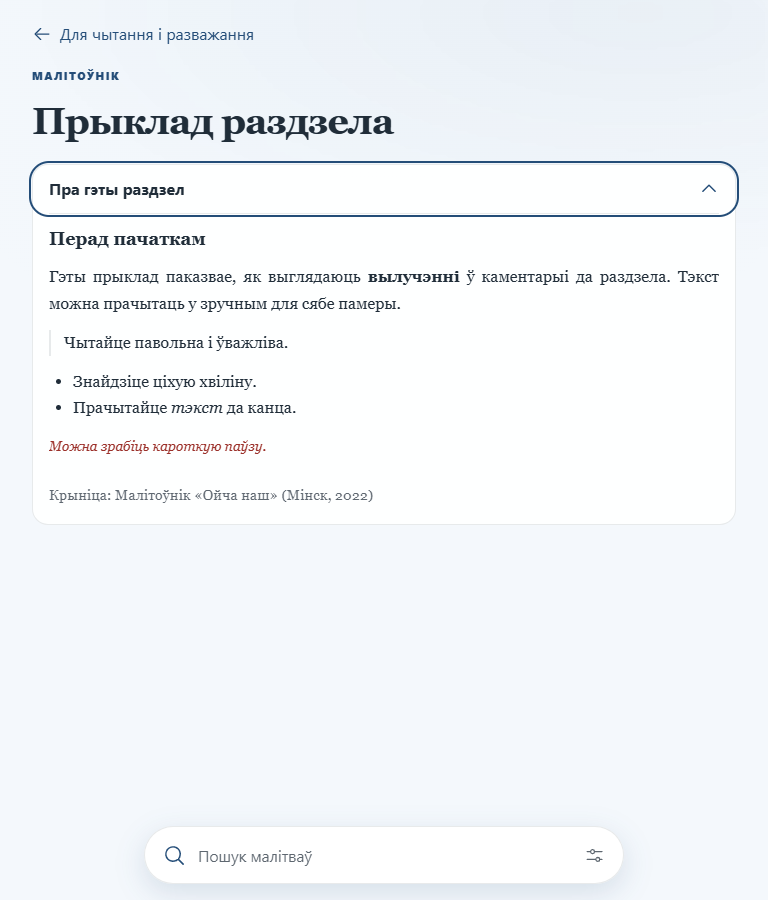 Для чытання і разважання
МАЛІТОЎНІК
Прыклад раздзела
Пра гэты раздзел
Перад пачаткам
Гэты прыклад паказвае, як выглядаюць вылучэнні ў каментарыі да раздзела. Тэкст
можна прачытаць у зручным для сябе памеры.
Чытайце павольна і ўважліва.
Знайдзіце ціхую хвіліну.
Прачытайце тэкст да канца.
Можна зрабіць кароткую паўзу.
Крыніца: Малітоўнік «Ойча наш» (Мінск, 2022)
Пошук малітваў